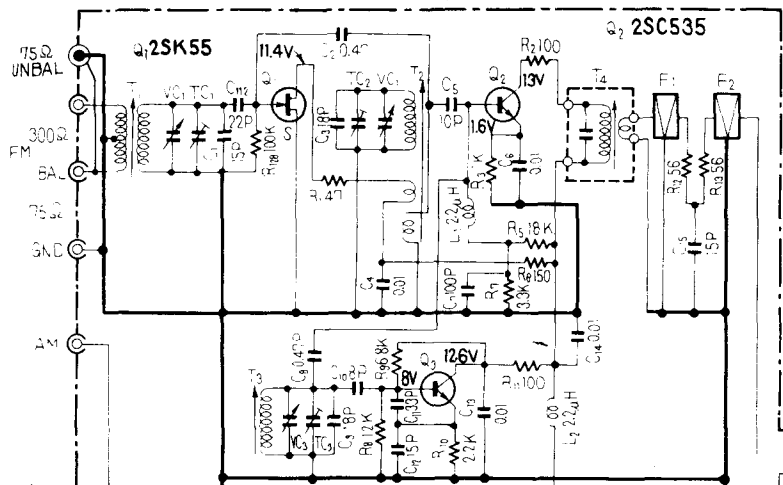 75Ω
UNBAL
Q1 2SK55
11.4V
C2 0.47P
R2 100
Q2 2SC535
13V
T1
VC1
TC1
C112
22P
Q1
TC2
VC1
T2
C5
10P
Q2
T4
F1
F2
300Ω
FM
BAL
75Ω
GND
AM
15P
R128 100K
S
C3 18P
R1 47
1.6V
R3 1K
C6
0.01
L1 2.2μH
R5 18K
R6 150
C4
0.01
C7 100P
R7
3.3K
R12 56
R13 56
C15
15P
C14 0.01
C8 0.47P
C10 8P
R9 6.8K
Q3
12.6V
8V
R11 100
T3
VC3
TC3
C9 18P
R8 12K
C11 33P
C12 15P
R10
2.2K
C13
0.01
L2 2.2μH